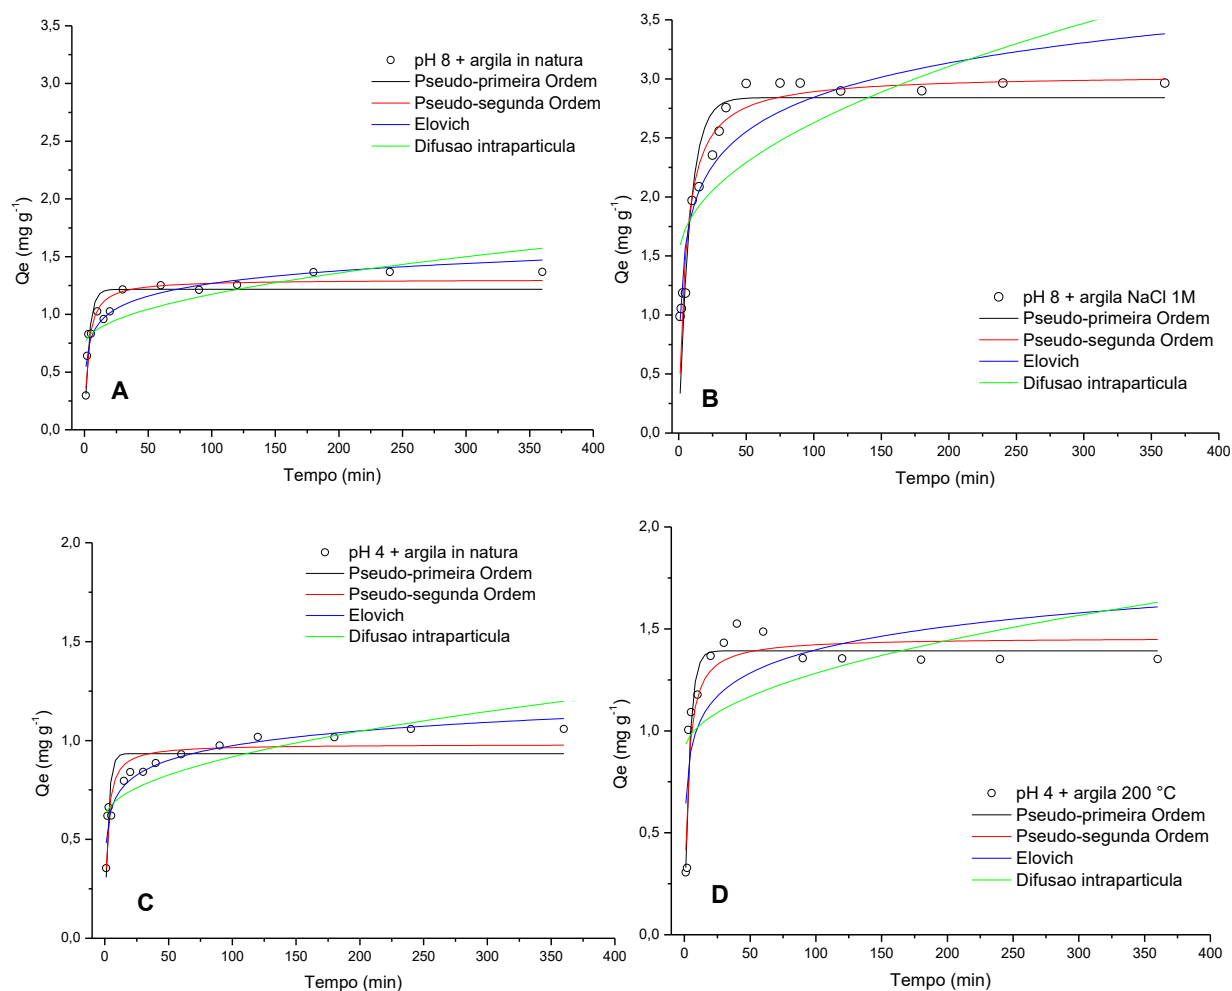 3,5
3,0
2,5
2,0
1,5
1,0
0,5
0,0
Qe (mg g⁻¹)
pH 8 + argila in natura
Pseudo-primeira Ordem
Pseudo-segunda Ordem
Elovich
Difusao intraparticula
A
0 50 100 150 200 250 300 350 400
Tempo (min)
3,5
3,0
2,5
2,0
1,5
1,0
0,5
0,0
Qe (mg g⁻¹)
pH 8 + argila NaCl 1M
Pseudo-primeira Ordem
Pseudo-segunda Ordem
Elovich
Difusao intraparticula
B
0 50 100 150 200 250 300 350 400
Tempo (min)
2,0
1,5
1,0
0,5
0,0
Qe (mg g⁻¹)
pH 4 + argila in natura
Pseudo-primeira Ordem
Pseudo-segunda Ordem
Elovich
Difusao intraparticula
C
0 50 100 150 200 250 300 350 400
Tempo (min)
2,0
1,5
1,0
0,5
0,0
Qe (mg g⁻¹)
pH 4 + argila 200 °C
Pseudo-primeira Ordem
Pseudo-segunda Ordem
Elovich
Difusao intraparticula
D
0 50 100 150 200 250 300 350 400
Tempo (min)